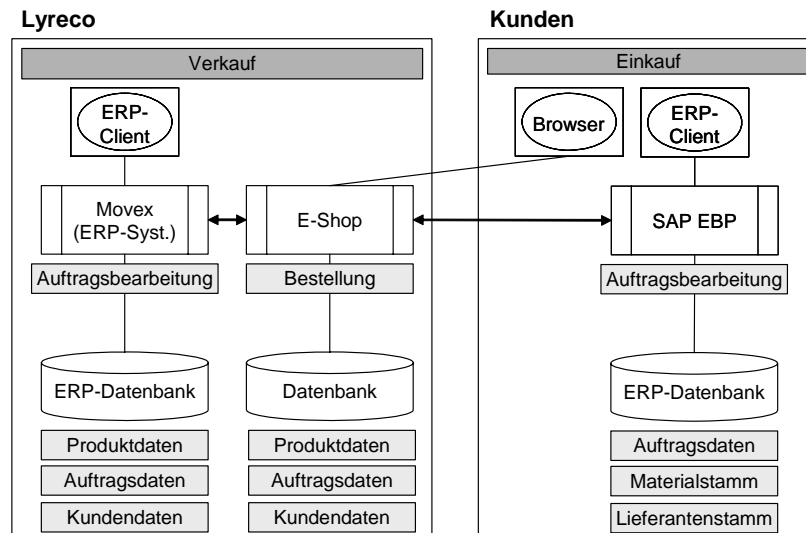 Lyreco
Kunden
Verkauf
Einkauf
ERP-
Client
Browser
ERP-
Client
Movex
(ERP-Syst.)
E-Shop
SAP EBP
Auftragsbearbeitung
Bestellung
Auftragsbearbeitung
ERP-Datenbank
Datenbank
ERP-Datenbank
Produktdaten
Produktdaten
Auftragsdaten
Auftragsdaten
Auftragsdaten
Materialstamm
Kundendaten
Kundendaten
Lieferantenstamm